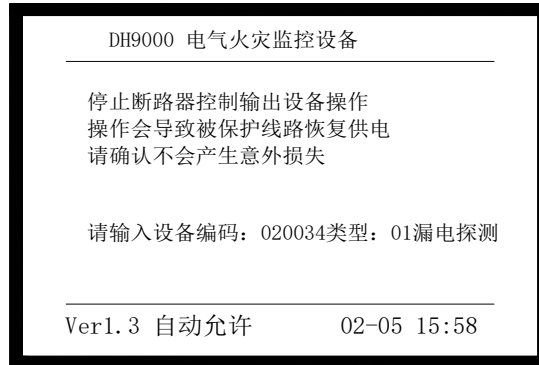 DH9000 电气火灾监控设备
停止断路器控制输出设备操作
操作会导致被保护线路恢复供电
请确认不会产生意外损失
请输入设备编码：020034类型：01漏电探测
Ver1.3 自动允许 02-05 15:58